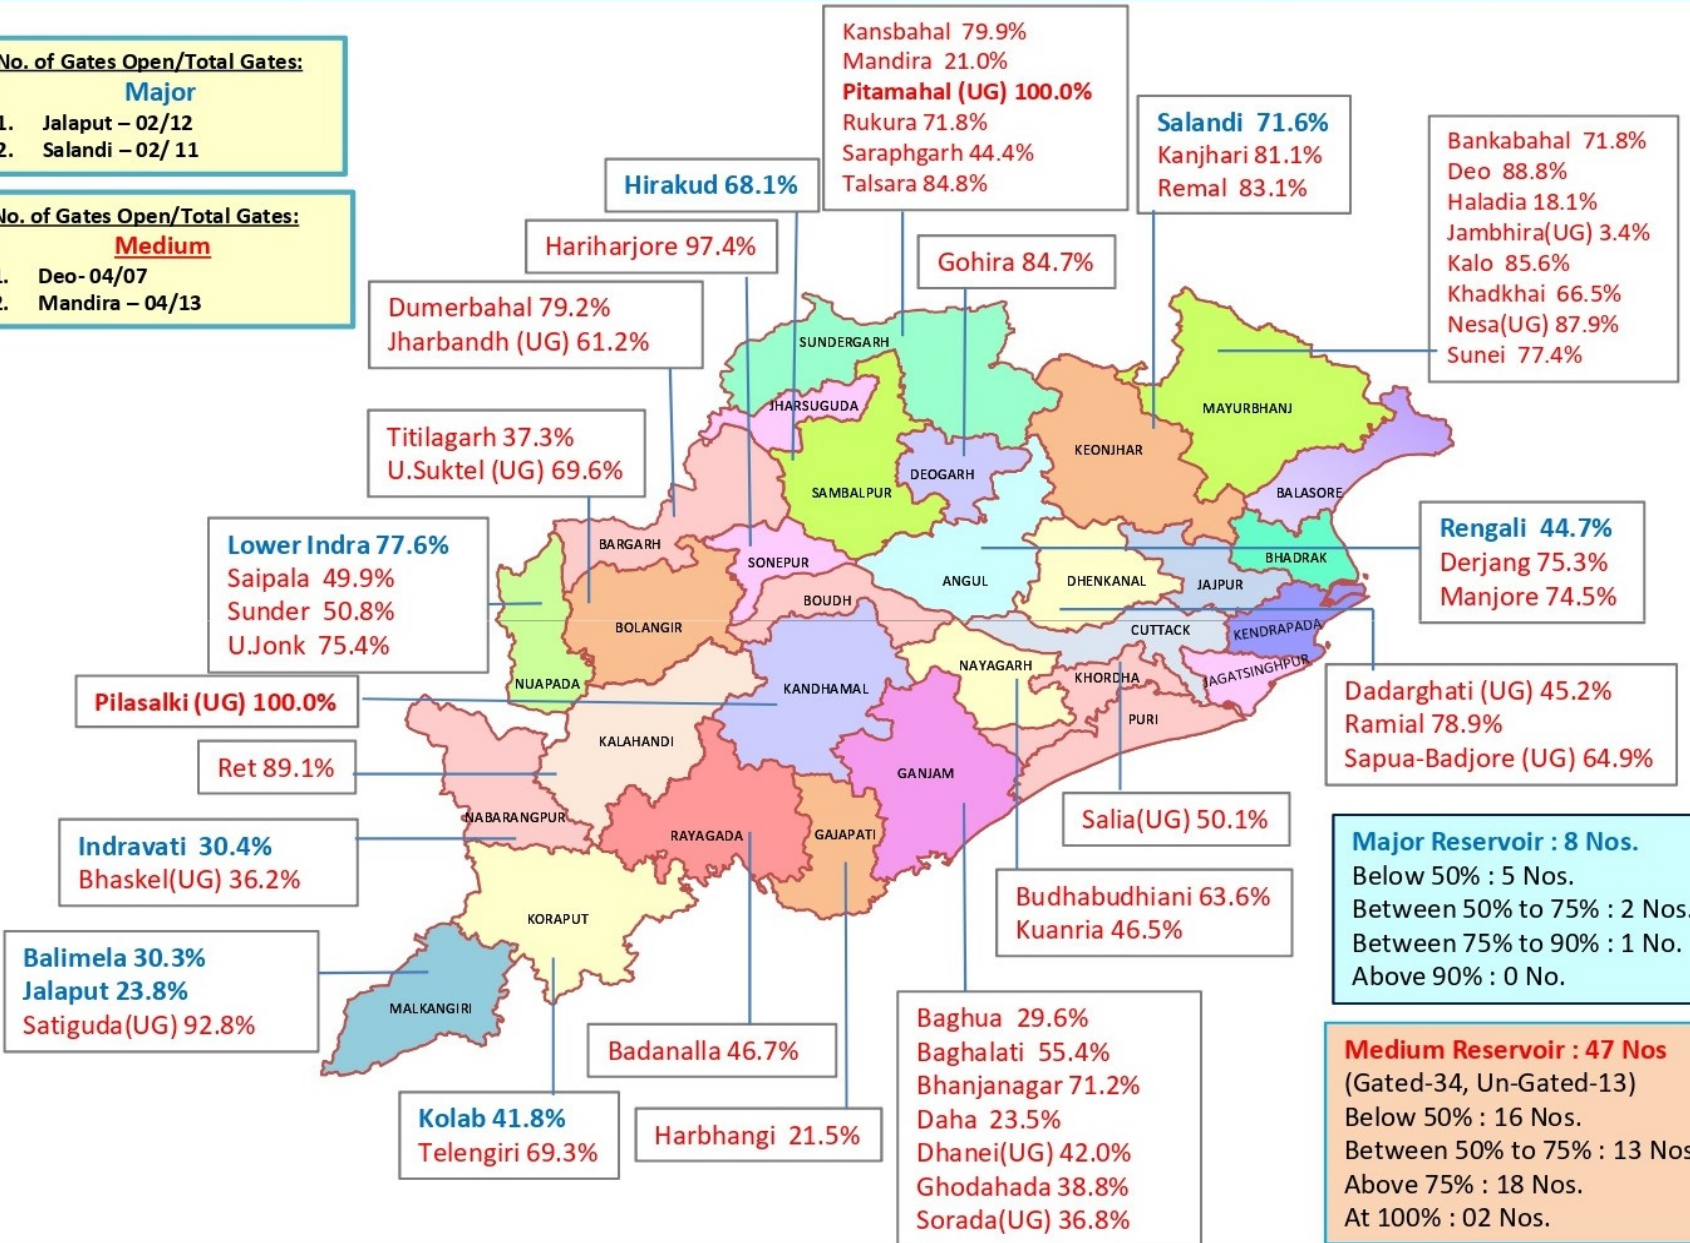 No. of Gates Open/Total Gates:
Major
1. Jalaput – 02/12
2. Salandi – 02/ 11
No. of Gates Open/Total Gates:
Medium
1. Deo- 04/07
2. Mandira – 04/13
Kansbahal 79.9%
Mandira 21.0%
Pitamahal (UG) 100.0%
Rukura 71.8%
Saraphgarh 44.4%
Talsara 84.8%
Salandi 71.6%
Kanjhari 81.1%
Remal 83.1%
Bankabahal 71.8%
Deo 88.8%
Haladia 18.1%
Jambhira(UG) 3.4%
Kalo 85.6%
Khadkhai 66.5%
Nesa(UG) 87.9%
Sunei 77.4%
Hirakud 68.1%
Hariharjore 97.4%
Gohira 84.7%
Dumerbahal 79.2%
Jharbandh (UG) 61.2%
Titilagarh 37.3%
U.Suktel (UG) 69.6%
Lower Indra 77.6%
Saipala 49.9%
Sunder 50.8%
U.Jonk 75.4%
Pilasalki (UG) 100.0%
Ret 89.1%
Indravati 30.4%
Bhaskel(UG) 36.2%
Balimela 30.3%
Jalaput 23.8%
Satiguda(UG) 92.8%
Kolab 41.8%
Telengiri 69.3%
Badanalla 46.7%
Harbhangi 21.5%
Baghua 29.6%
Baghalati 55.4%
Bhanjanagar 71.2%
Daha 23.5%
Dhanei(UG) 42.0%
Ghodahada 38.8%
Sorada(UG) 36.8%
Budhabudhiani 63.6%
Kuanria 46.5%
Salia(UG) 50.1%
Dadarghati (UG) 45.2%
Ramial 78.9%
Sapua-Badjore (UG) 64.9%
Rengali 44.7%
Derjang 75.3%
Manjore 74.5%
SUNDERGARH
JHARSUGUDA
SAMBALPUR
DEOGARH
KEONJHAR
MAYURBHANJ
BALASORE
BHADRAK
BARGARH
SONEPUR
ANGUL
DHENKANAL
JAJPUR
BOLANGIR
BOUDH
CUTTACK
KENDRAPADA
JAGATSINGHPUR
NUAPADA
KANDHAMAL
NAYAGARH
KHORDHA
PURI
KALAHANDI
GANJAM
NABARANGPUR
RAYAGADA
GAJAPATI
KORAPUT
MALKANGIRI
Major Reservoir : 8 Nos.
Below 50% : 5 Nos.
Between 50% to 75% : 2 Nos.
Between 75% to 90% : 1 No.
Above 90% : 0 No.
Medium Reservoir : 47 Nos
(Gated-34, Un-Gated-13)
Below 50% : 16 Nos.
Between 50% to 75% : 13 Nos
Above 75% : 18 Nos.
At 100% : 02 Nos.